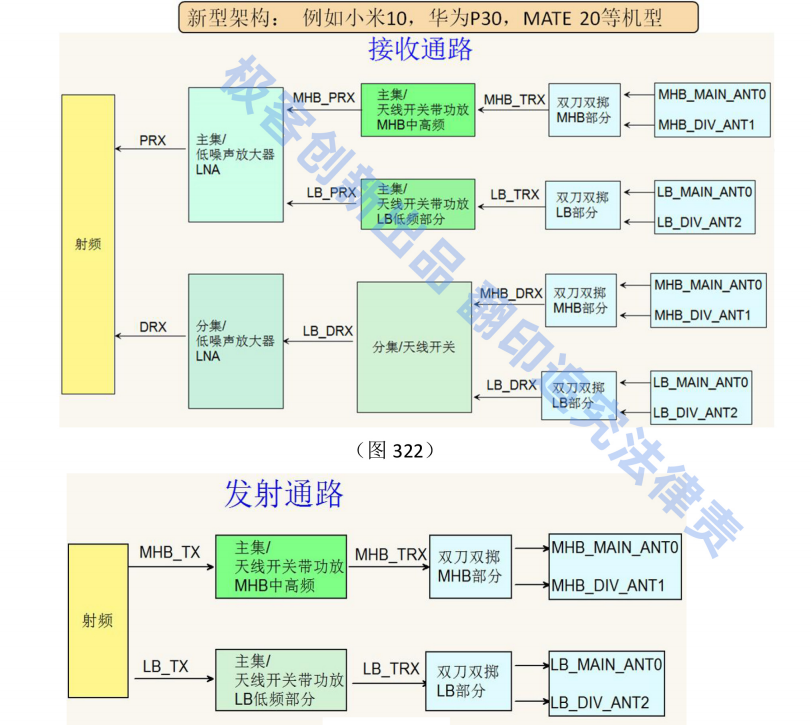 新型架构： 例如小米10，华为P30，MATE 20等机型
接收通路
射频
PRX
主集/
低噪声放大器
LNA
MHB_PRX
主集/
天线开关带功放
MHB中高频
MHB_TRX
双刀双掷
MHB部分
MHB_MAIN_ANT0
MHB_DIV_ANT1
LB_PRX
主集/
天线开关带功放
LB低频部分
LB_TRX
双刀双掷
LB部分
LB_MAIN_ANT0
LB_DIV_ANT2
DRX
分集/
低噪声放大器
LNA
LB_DRX
分集/天线开关
MHB_DRX
双刀双掷
MHB部分
MHB_MAIN_ANT0
MHB_DIV_ANT1
LB_DRX
双刀双掷
LB部分
LB_MAIN_ANT0
LB_DIV_ANT2
（图 322）
发射通路
射频
MHB_TX
主集/
天线开关带功放
MHB中高频
MHB_TRX
双刀双掷
MHB部分
MHB_MAIN_ANT0
MHB_DIV_ANT1
LB_TX
主集/
天线开关带功放
LB低频部分
LB_TRX
双刀双掷
LB部分
LB_MAIN_ANT0
LB_DIV_ANT2
极客创新出品 翻印追究法律责